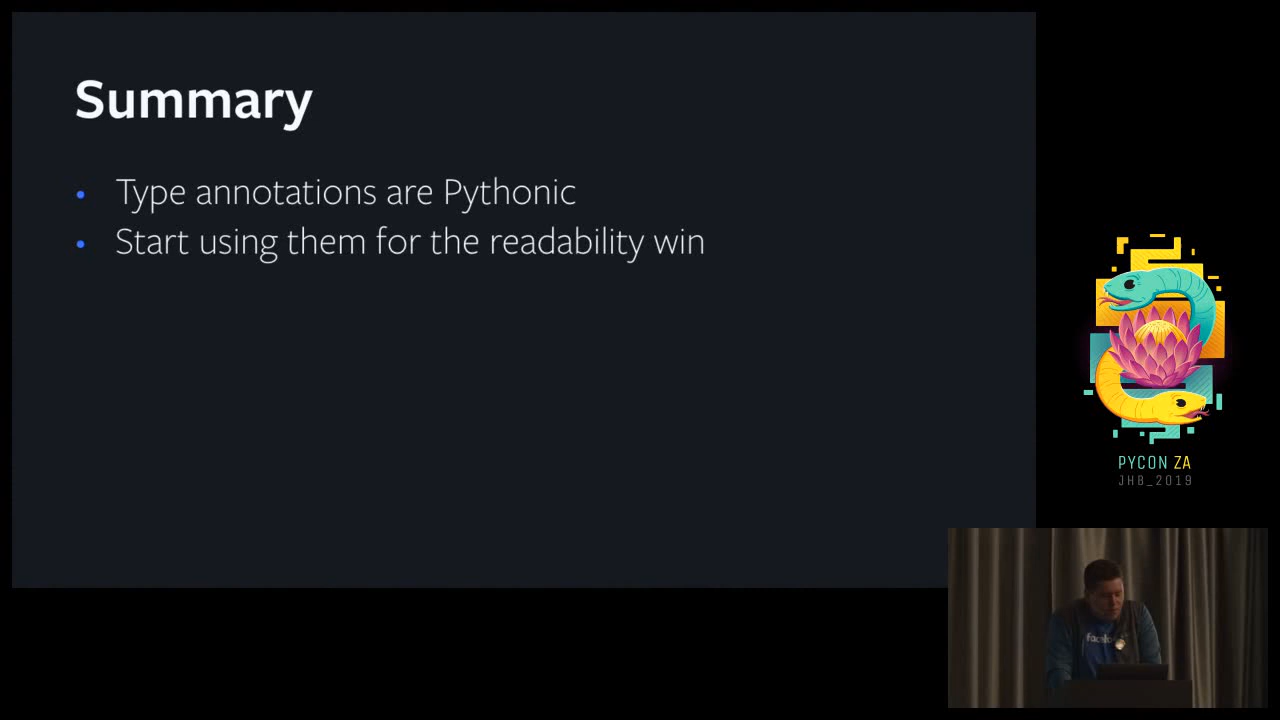 Summary
• Type annotations are Pythonic
• Start using them for the readability win
PYCON ZA
JHB_2019